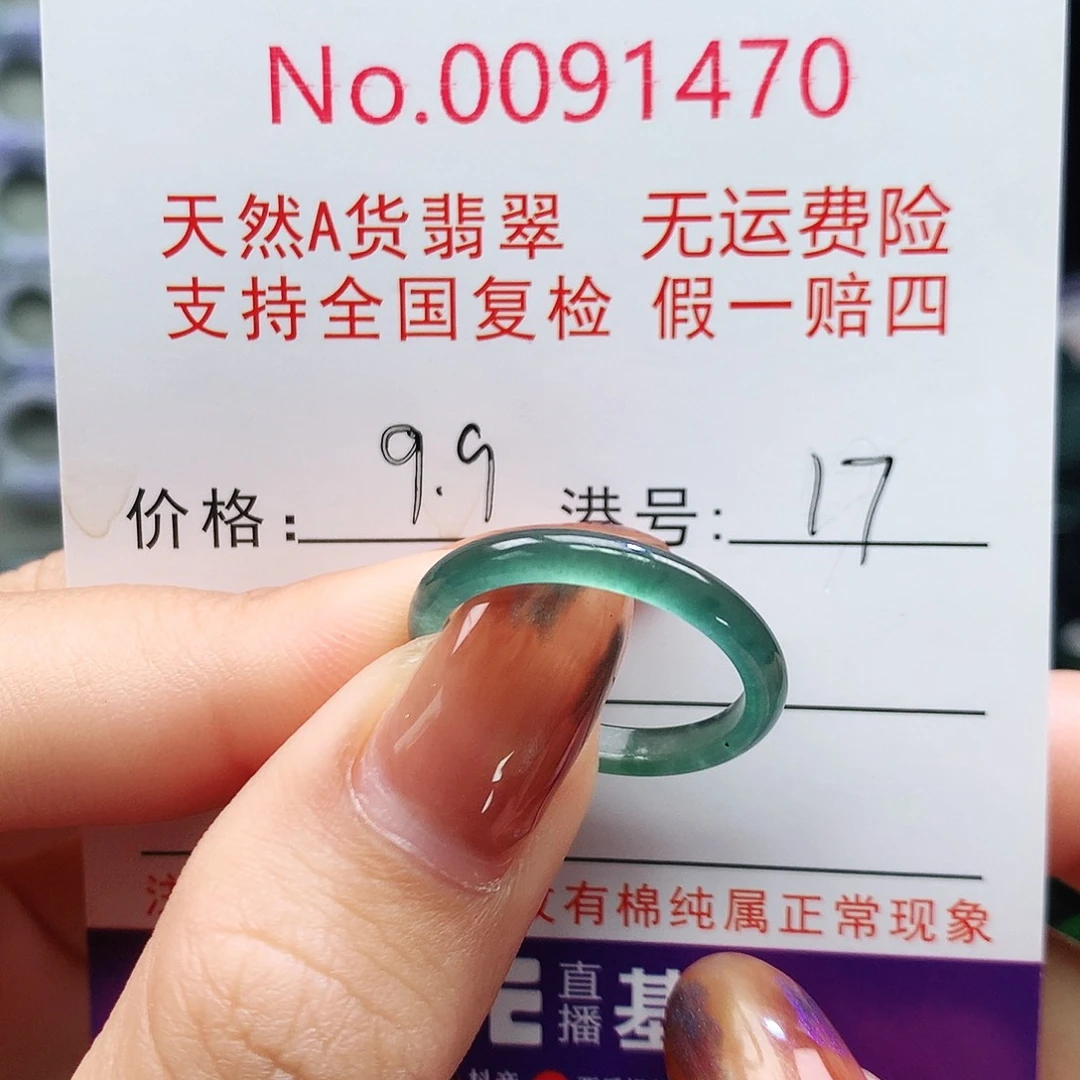 No.0091470
天然A货翡翠 无运费险
支持全国复检 假一赔四
价格: 9.9 港号: 17
有棉纯属正常现象
直播 基